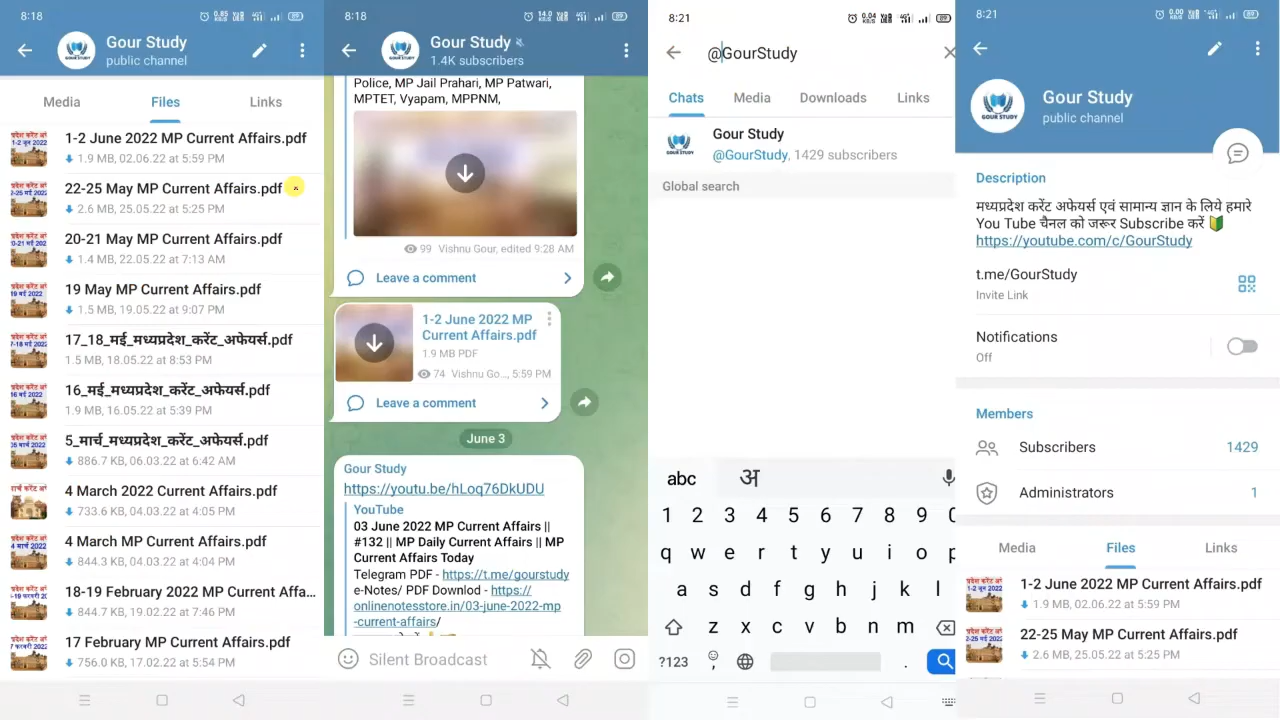 8:18
0.85
89
Gour Study
public channel
Media
Files
Links
1-2 June 2022 MP Current Affairs.pdf
1.9 MB, 02.06.22 at 5:59 PM
22-25 May MP Current Affairs.pdf
2.6 MB, 25.05.22 at 5:25 PM
20-21 May MP Current Affairs.pdf
1.4 MB, 22.05.22 at 7:13 AM
19 May MP Current Affairs.pdf
1.5 MB, 19.05.22 at 9:07 PM
17_18_मई_मध्यप्रदेश_करेंट_अफेयर्स.pdf
1.5 MB, 18.05.22 at 8:53 PM
16_मई_मध्यप्रदेश_करेंट_अफेयर्स.pdf
1.9 MB, 16.05.22 at 5:39 PM
5_मार्च_मध्यप्रदेश_करेंट_अफेयर्स.pdf
886.7 KB, 06.03.22 at 6:42 AM
4 March 2022 Current Affairs.pdf
733.6 KB, 04.03.22 at 4:05 PM
4 March MP Current Affairs.pdf
844.3 KB, 04.03.22 at 4:04 PM
18-19 February 2022 MP Current Affa...
844.7 KB, 19.02.22 at 7:46 PM
17 February MP Current Affairs.pdf
756.0 KB, 17.02.22 at 5:54 PM
8:18
14.0
89
Gour Study
1.4K subscribers
Police, MP Jail Prahari, MP Patwari,
MPTET, Vyapam, MPPNM,
99 Vishnu Gour, edited 9:28 AM
Leave a comment
1-2 June 2022 MP
Current Affairs.pdf
1.9 MB PDF
74 Vishnu Go..., 5:59 PM
Leave a comment
June 3
Gour Study
https://youtu.be/hLoq76DkUDU
YouTube
03 June 2022 MP Current Affairs ||
#132 || MP Daily Current Affairs || MP
Current Affairs Today
Telegram PDF - https://t.me/gourstudy
e-Notes/ PDF Downlod - https://
onlinenotesstore.in/03-june-2022-mp
-current-affairs/
Silent Broadcast
8:21
0.04
89
@GourStudy
Chats
Media
Downloads
Links
Gour Study
@GourStudy, 1429 subscribers
Global search
abc
अ
1 2 3 4 5 6 7 8 9 0
q w e r t y u i o p
a s d f g h j k l
z x c v b n m
?123
, .
8:21
0.00
89
GOUR STUDY
Gour Study
public channel
Description
मध्यप्रदेश करेंट अफेयर्स एवं सामान्य ज्ञान के लिये हमारे
You Tube चैनल को जरूर Subscribe करें 🔰
https://youtube.com/c/GourStudy
t.me/GourStudy
Invite Link
Notifications
Off
Members
Subscribers
1429
Administrators
1
Media
Files
Links
1-2 June 2022 MP Current Affairs.pdf
1.9 MB, 02.06.22 at 5:59 PM
22-25 May MP Current Affairs.pdf
2.6 MB, 25.05.22 at 5:25 PM